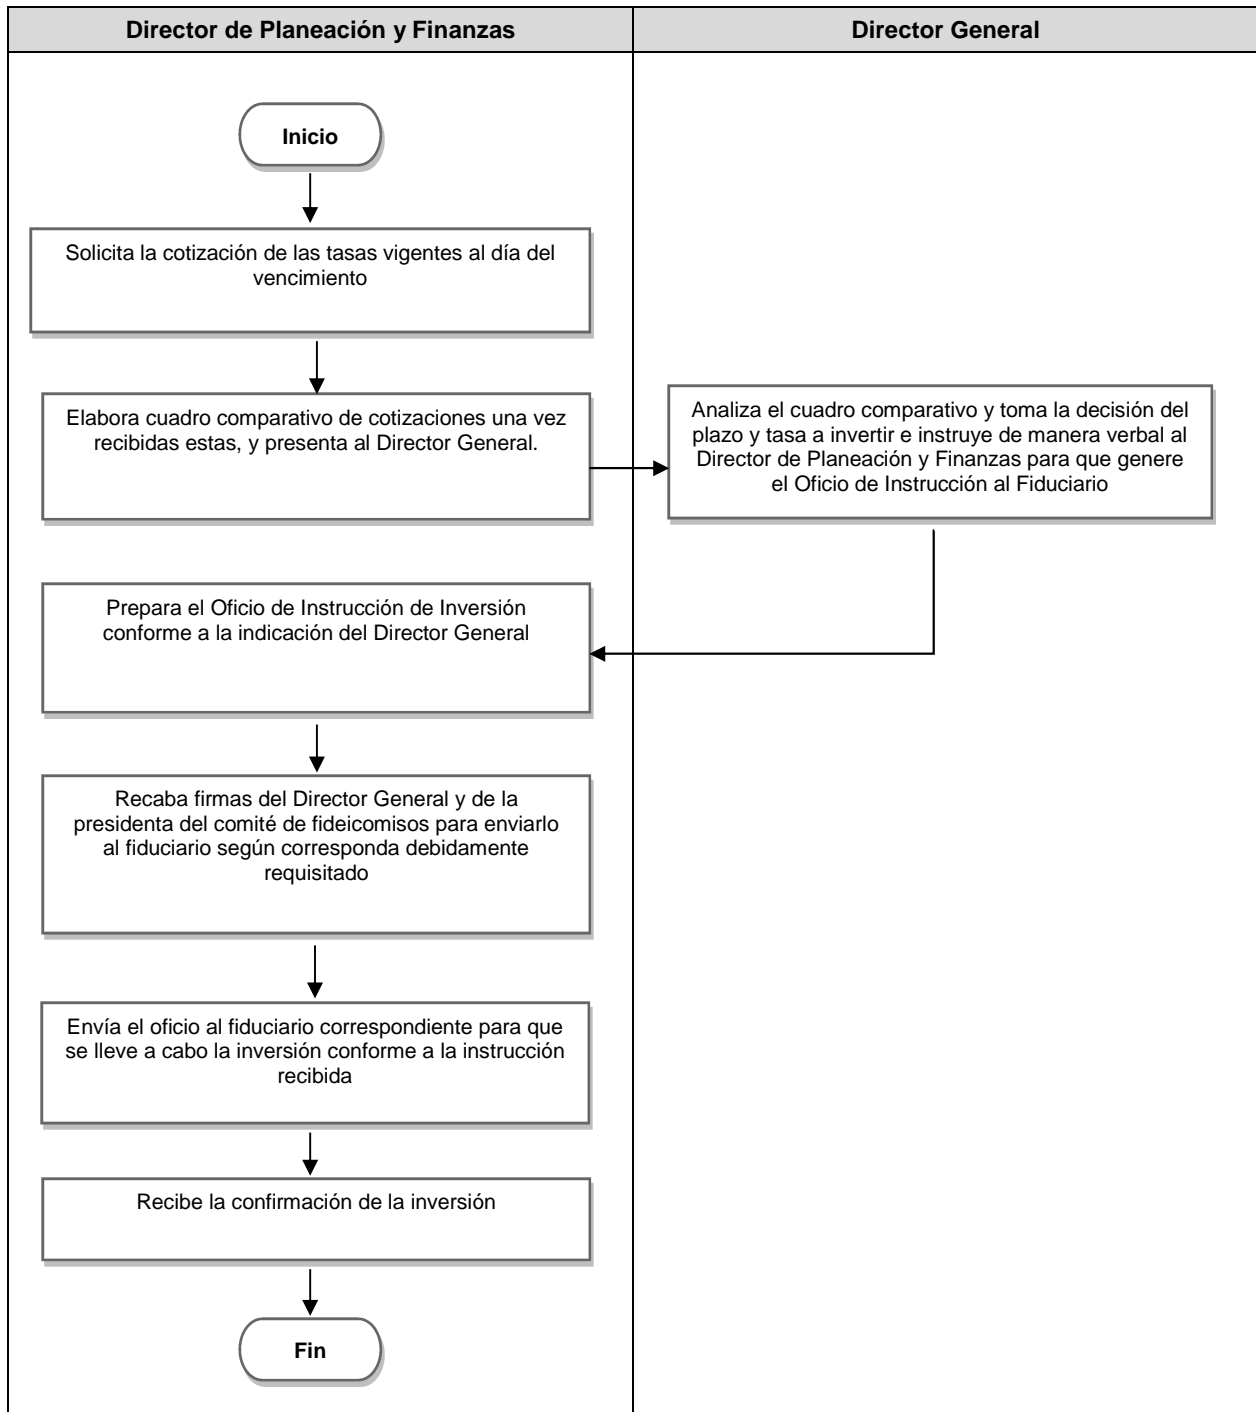 Director de Planeación y Finanzas
Director General
Inicio
Solicita la cotización de las tasas vigentes al día del
vencimiento
Elabora cuadro comparativo de cotizaciones una vez
recibidas estas, y presenta al Director General.
Analiza el cuadro comparativo y toma la decisión del
plazo y tasa a invertir e instruye de manera verbal al
Director de Planeación y Finanzas para que genere
el Oficio de Instrucción al Fiduciario
Prepara el Oficio de Instrucción de Inversión
conforme a la indicación del Director General
Recaba firmas del Director General y de la
presidenta del comité de fideicomisos para enviarlo
al fiduciario según corresponda debidamente
requisitado
Envía el oficio al fiduciario correspondiente para que
se lleve a cabo la inversión conforme a la instrucción
recibida
Recibe la confirmación de la inversión
Fin